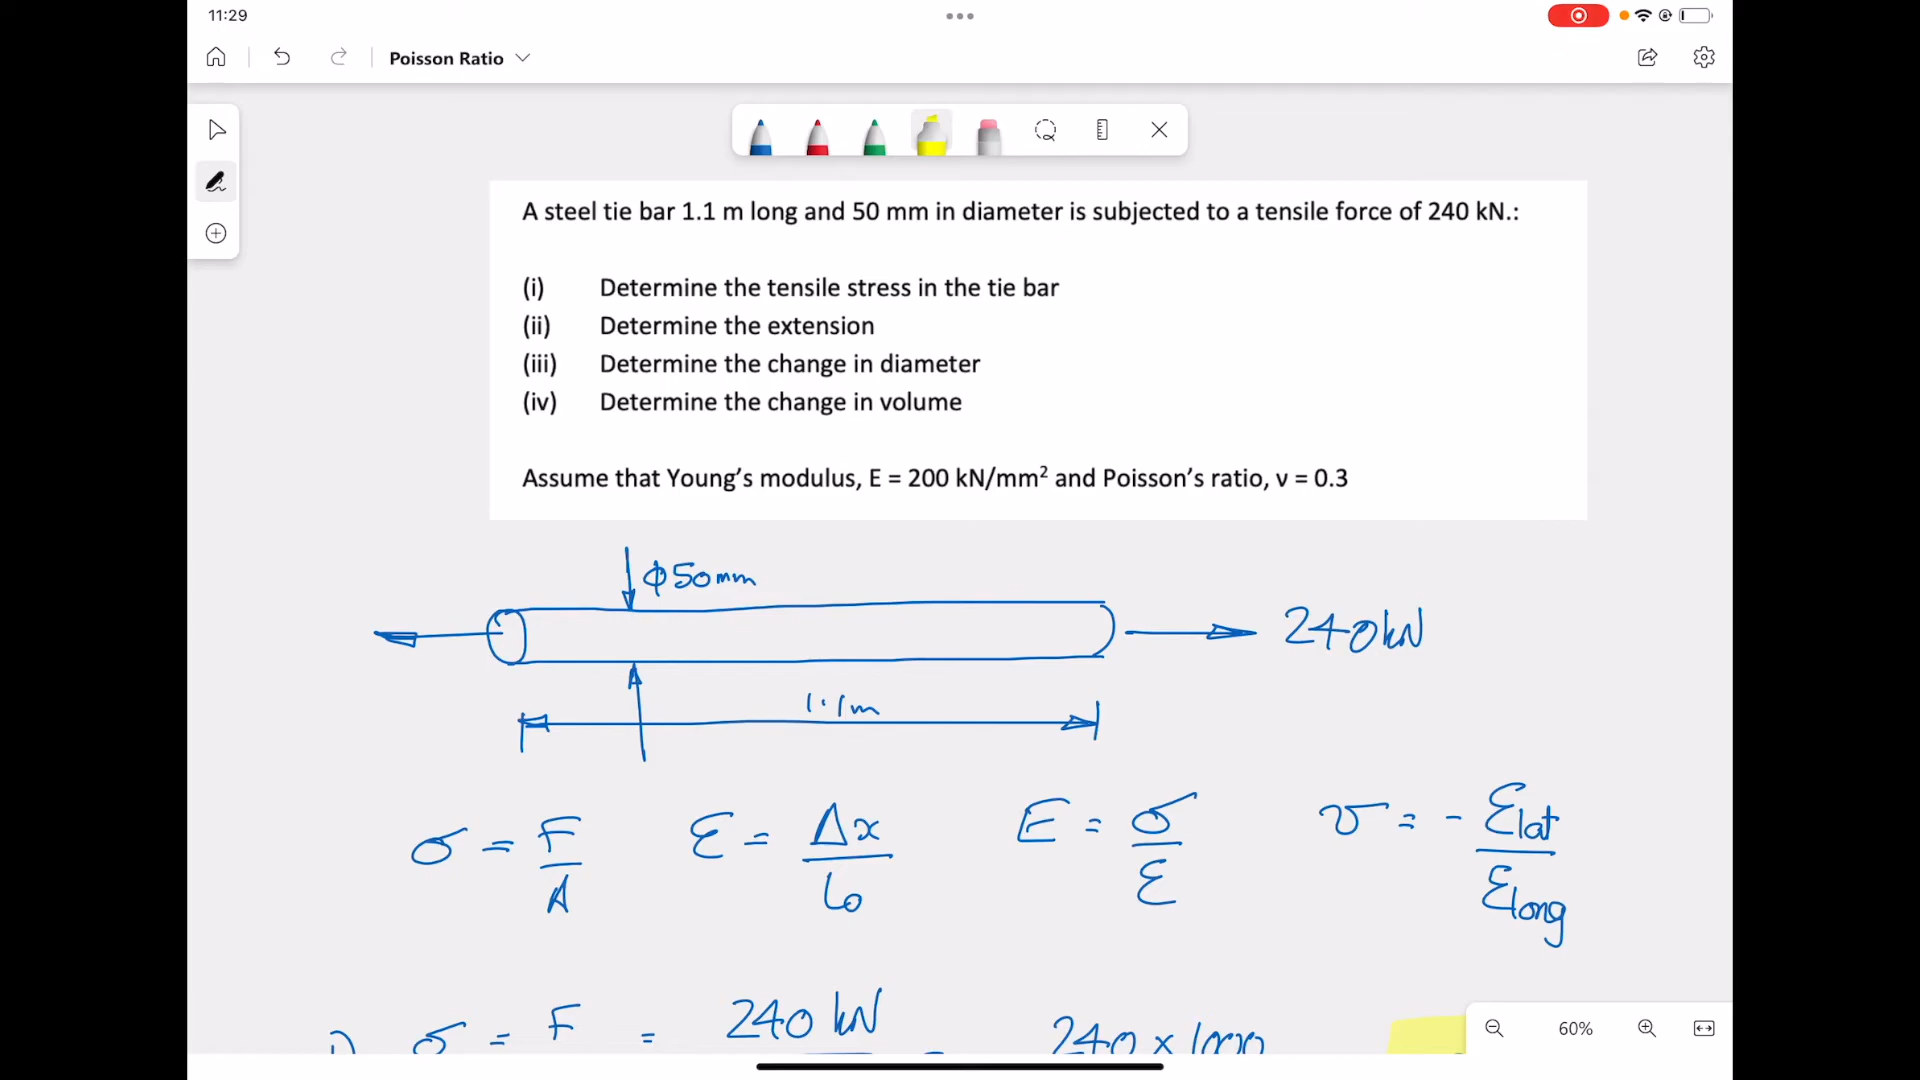 11:29
Poisson Ratio
A steel tie bar 1.1 m long and 50 mm in diameter is subjected to a tensile force of 240 kN.:
(i) Determine the tensile stress in the tie bar
(ii) Determine the extension
(iii) Determine the change in diameter
(iv) Determine the change in volume
Assume that Young's modulus, E = 200 kN/mm² and Poisson's ratio, ν = 0.3
ϕ50mm
240kN
1.1m
σ = F/A ε = Δx/L₀ E = σ/ε ν = - εlat/εlong
σ = F = 240 kN = 240 x 1000
60%